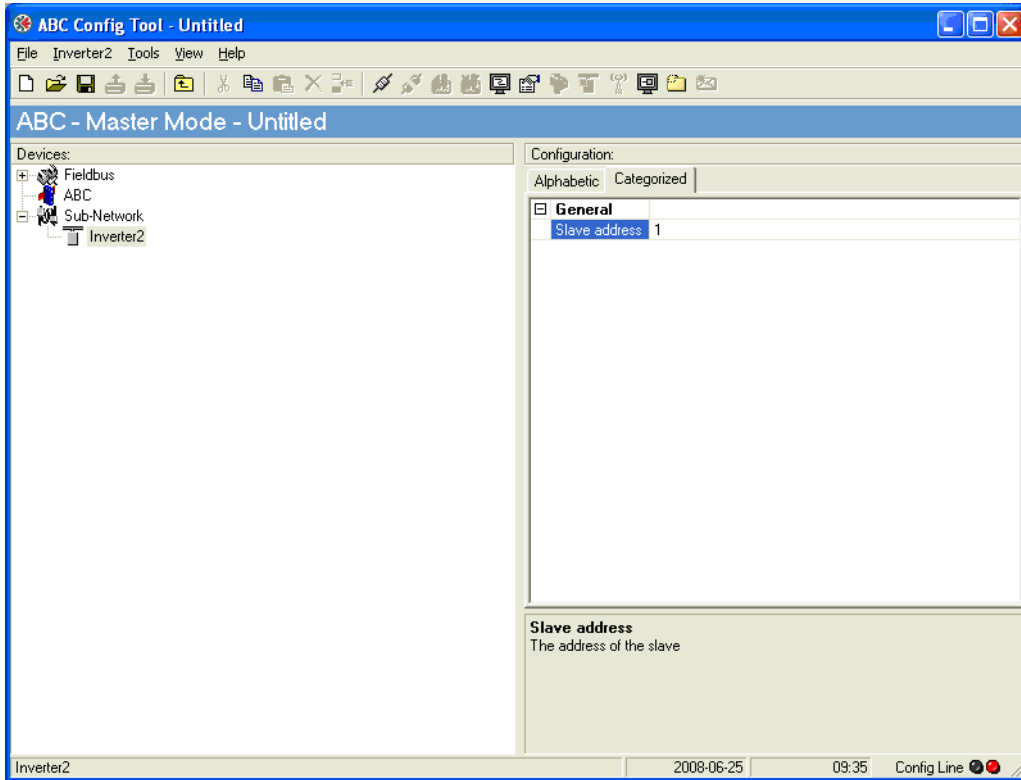 ABC Config Tool - Untitled
File Inverter2 Tools View Help
ABC - Master Mode - Untitled
Devices:
Fieldbus
ABC
Sub-Network
Inverter2
Configuration:
Alphabetic Categorized
General
Slave address 1
Slave address
The address of the slave
Inverter2 2008-06-25 09:35 Config Line